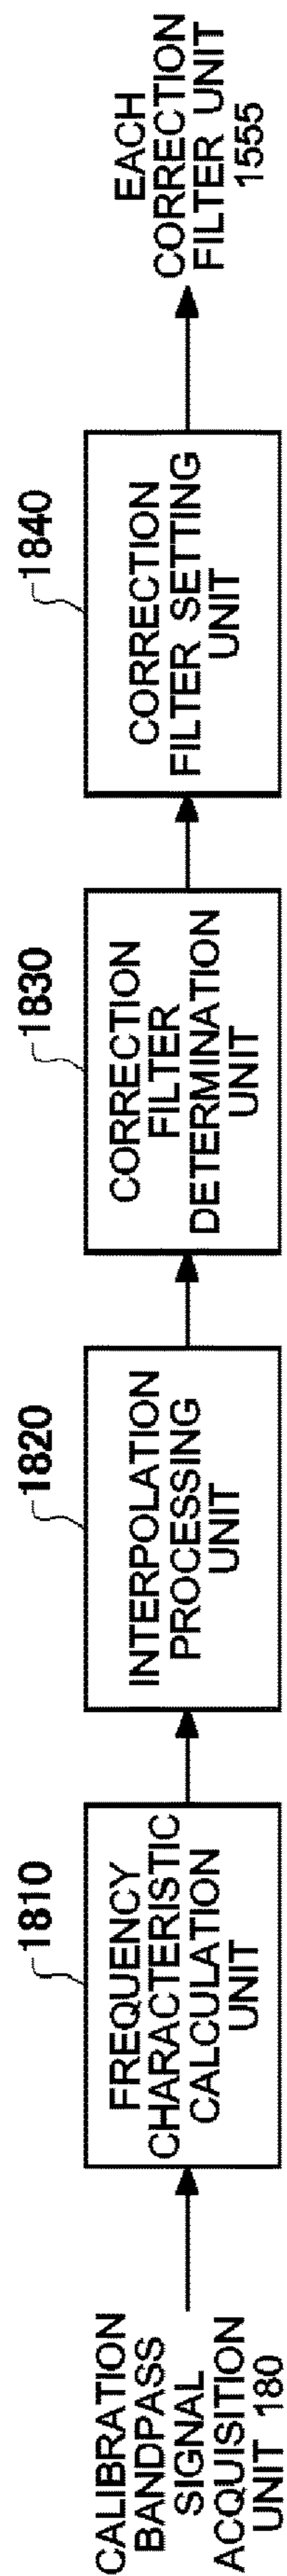 CALIBRATION
BANDPASS
SIGNAL
ACQUISITION
UNIT 180
1810
FREQUENCY
CHARACTERISTIC
CALCULATION
UNIT
1820
INTERPOLATION
PROCESSING
UNIT
1830
CORRECTION
FILTER
DETERMINATION
UNIT
1840
CORRECTION
FILTER SETTING
UNIT
EACH
CORRECTION
FILTER UNIT
1555